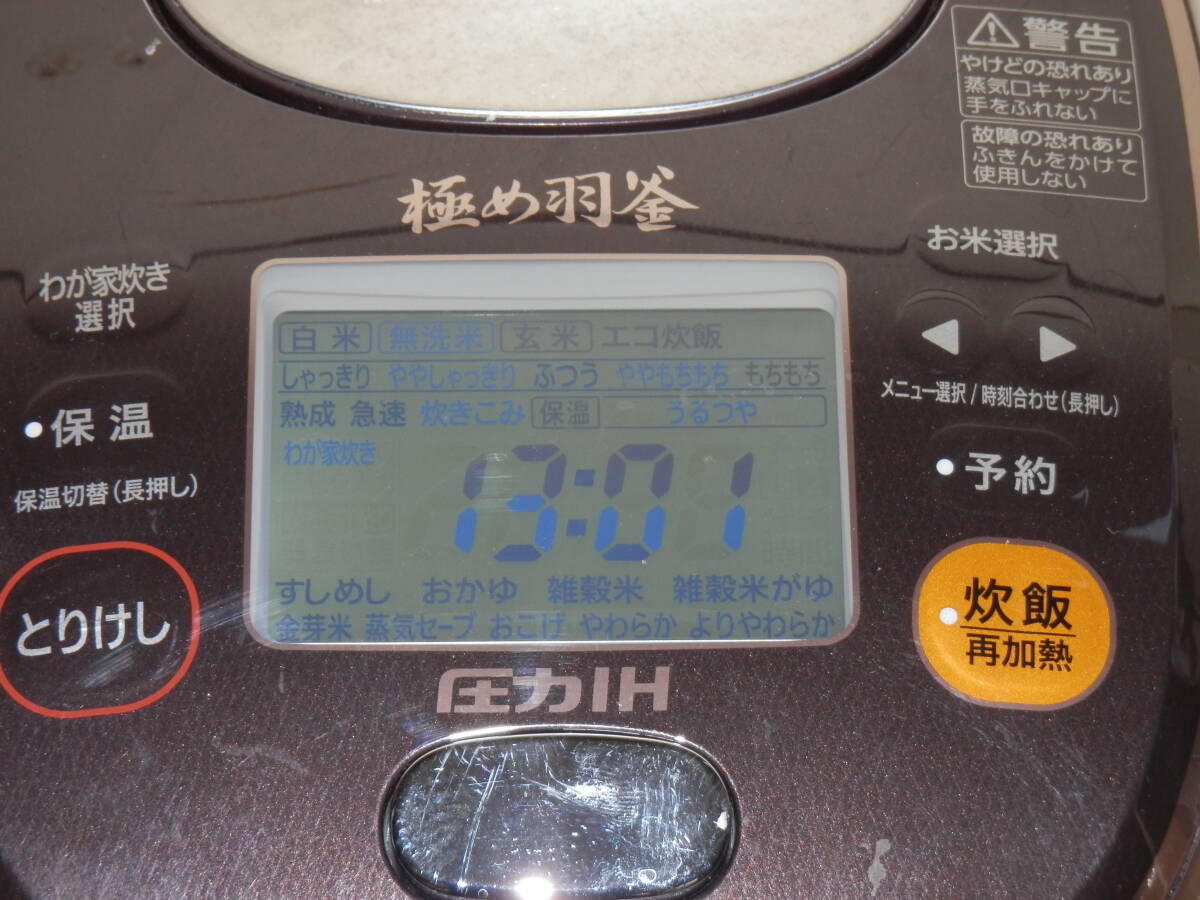 警告
やけどの恐れあり
蒸気口キャップに
手をふれない
故障の恐れあり
ふきんをかけて
使用しない
極め羽釜
お米選択
わが家炊き
選択
メニュー選択/時刻合わせ(長押し)
保温
保温切替(長押し)
予約
とりけし
炊飯
再加熱
白米 無洗米 玄米 エコ炊飯
しゃっきり ややしゃっきり ふつう ややもちもち もちもち
熟成 急速 炊きこみ 保温 うるつや
わが家炊き
13:01
すしめし おかゆ 雑穀米 雑穀米がゆ
金芽米 蒸気セーブ おこげ やわらか よりやわらか
圧力IH